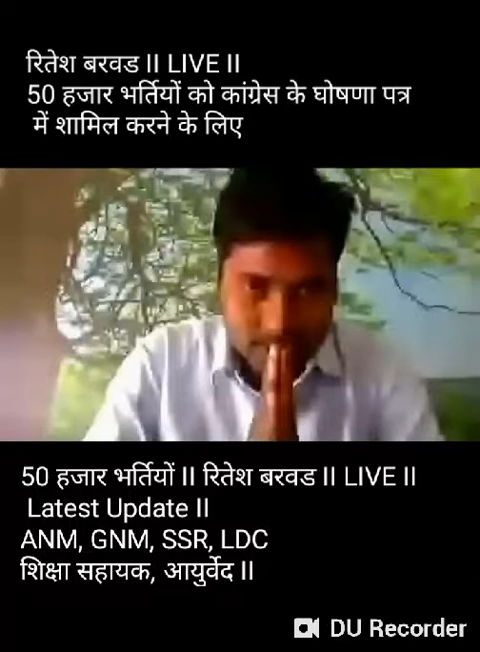 रितेश बरवड II LIVE II
50 हजार भर्तियों को कांग्रेस के घोषणा पत्र
में शामिल करने के लिए
50 हजार भर्तियों II रितेश बरवड II LIVE II
Latest Update II
ANM, GNM, SSR, LDC
शिक्षा सहायक, आयुर्वेद II
DU Recorder